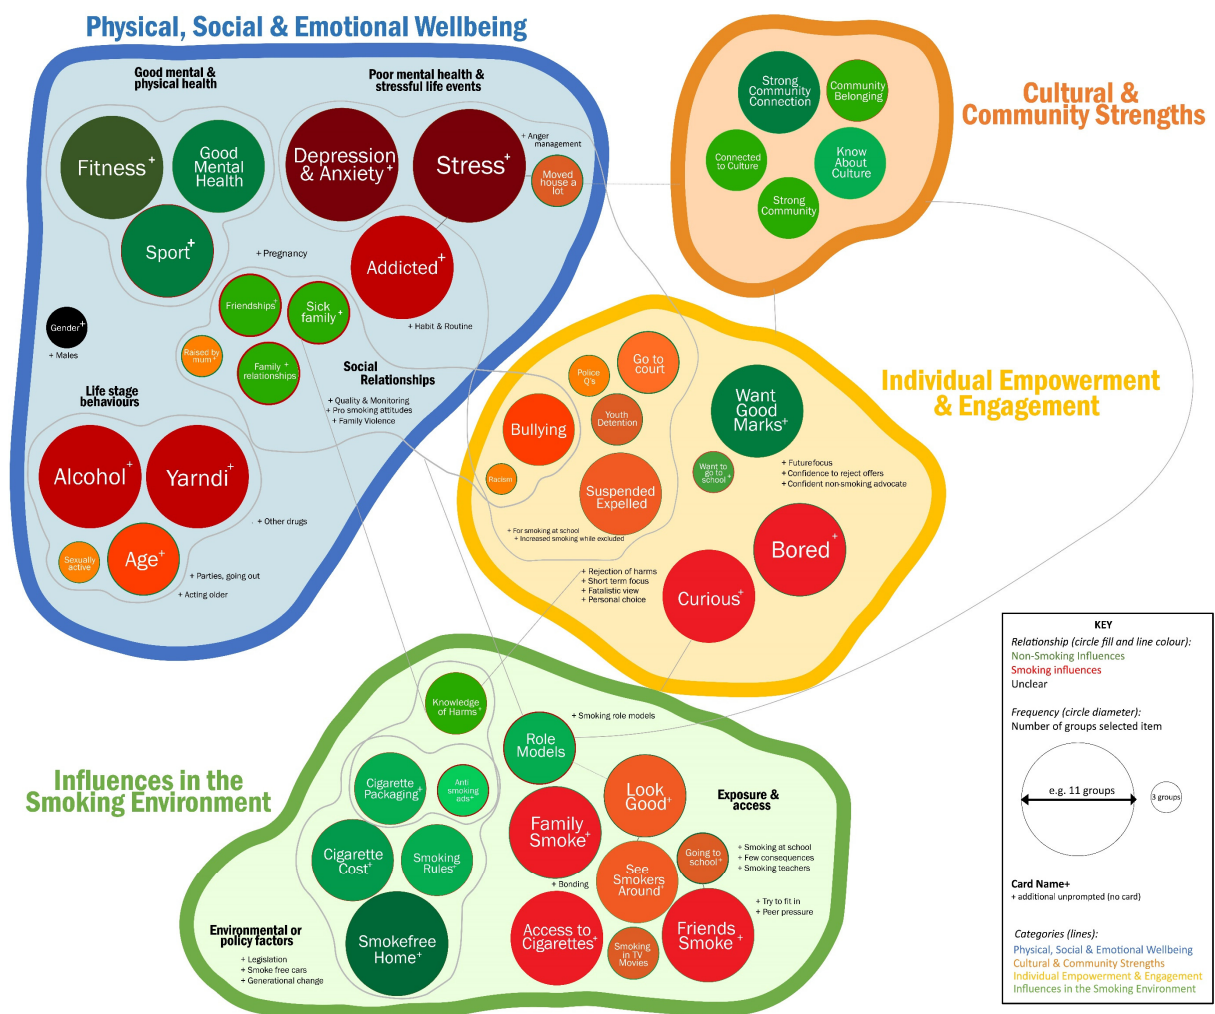 Physical, Social & Emotional Wellbeing
Good mental &
physical health
Poor mental health &
stressful life events
Fitness+
Good
Mental
Health
Sport+
Depression
& Anxiety+
Stress+
+ Anger
management
Moved
house a
lot
Addicted+
+ Habit & Routine
+ Pregnancy
Friendships+
Sick
family+
Raised by
mum+
Family+
relationships
Gender+
+ Males
Social
Relationships
+ Quality & Monitoring
+ Pro smoking attitudes
+ Family Violence
Life stage
behaviours
Alcohol+
Yarndi+
+ Other drugs
Sexually
active
Age+
+ Parties, going out
+ Acting older
Cultural &
Community Strengths
Strong
Community
Connection
Community
Belonging
Connected
to Culture
Know
About
Culture
Strong
Community
Individual Empowerment
& Engagement
Police
Q's
Go to
court
Youth
Detention
Bullying
Racism
Suspended
Expelled
+ For smoking at school
+ Increased smoking while excluded
Want
Good
Marks+
Want to
go to
school+
+ Future focus
+ Confidence to reject offers
+ Confident non-smoking advocate
Bored+
Curious+
+ Rejection of harms
+ Short term focus
+ Fatalistic view
+ Personal choice
Influences in the
Smoking Environment
Knowledge
of Harms+
Cigarette
Packaging+
Anti
smoking
ads+
Cigarette
Cost+
Smoking
Rules+
Smokefree
Home+
Environmental or
policy factors
+ Legislation
+ Smoke free cars
+ Generational change
Role
Models
+ Smoking role models
Look
Good+
Exposure &
access
Family
Smoke+
+ Bonding
See
Smokers
Around+
Going to
school+
+ Smoking at school
+ Few consequences
+ Smoking teachers
Access to
Cigarettes+
Smoking
in TV
Movies
Friends
Smoke+
+ Try to fit in
+ Peer pressure
KEY
Relationship (circle fill and line colour):
Non-Smoking Influences
Smoking influences
Unclear
Frequency (circle diameter):
Number of groups selected item
e.g. 11 groups
3 groups
Card Name+
+ additional unprompted (no card)
Categories (lines):
Physical, Social & Emotional Wellbeing
Cultural & Community Strengths
Individual Empowerment & Engagement
Influences in the Smoking Environment